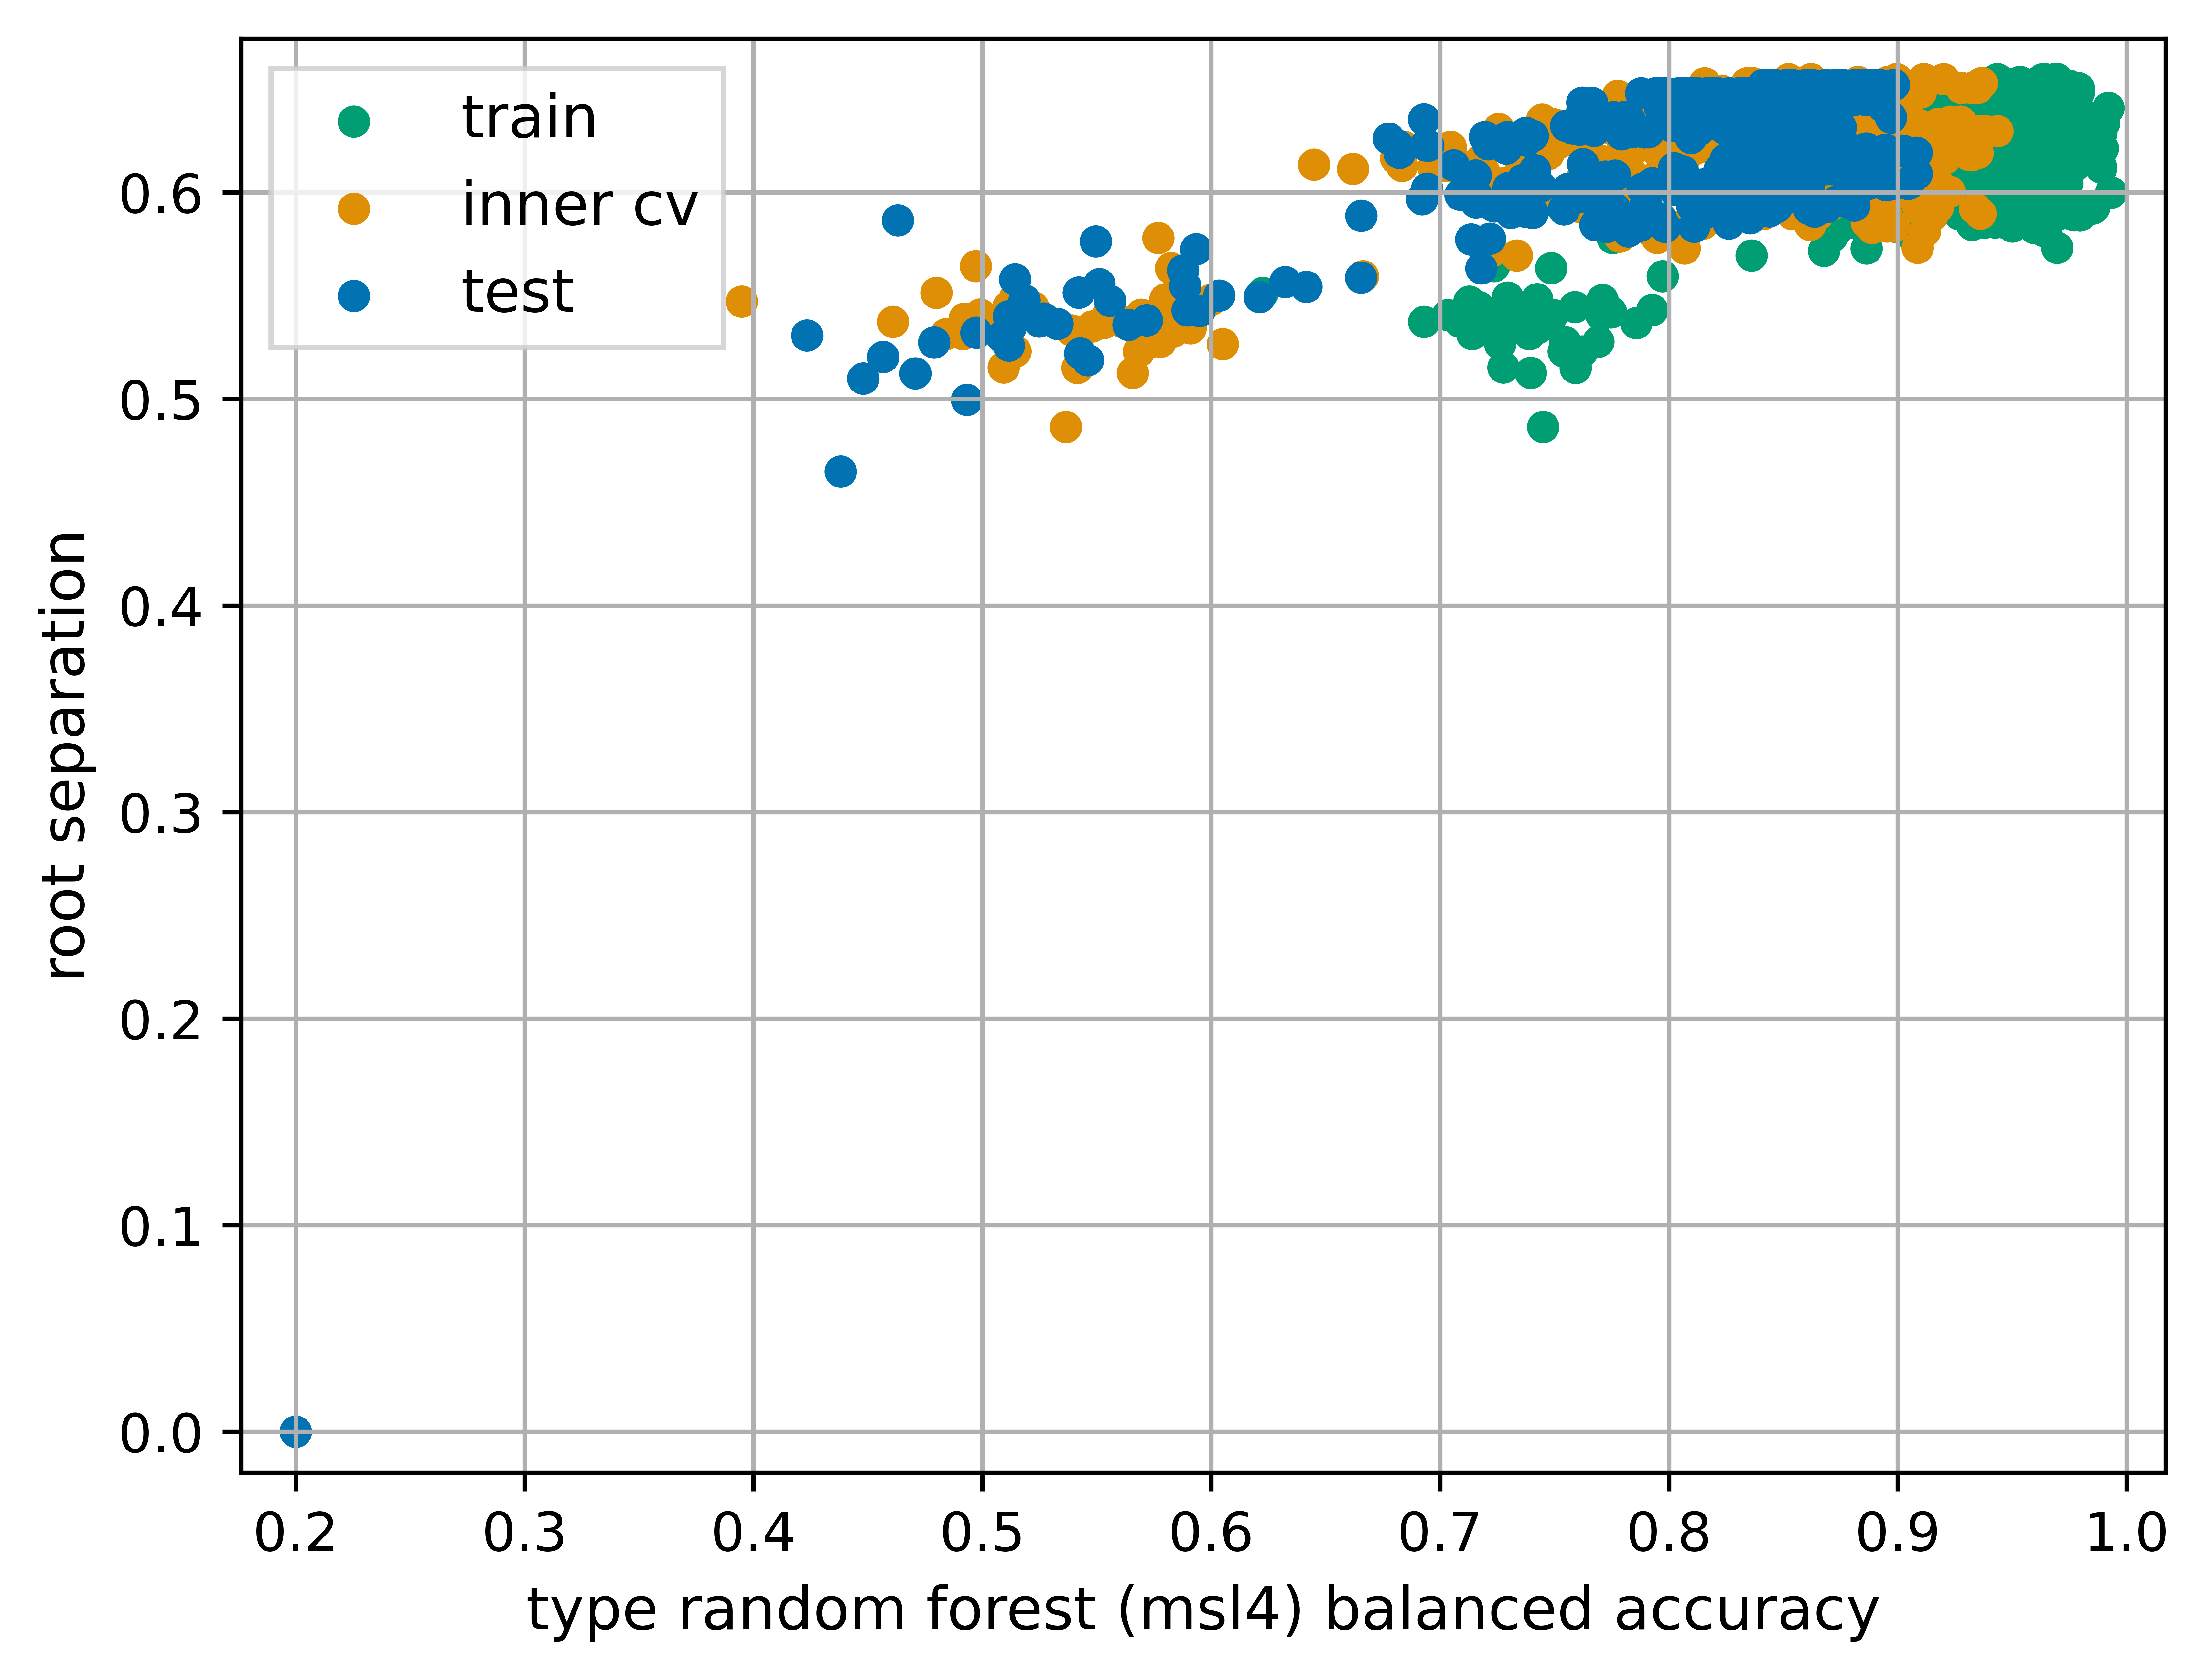 train
inner cv
test
root separation
0.6
0.5
0.4
0.3
0.2
0.1
0.0
0.2 0.3 0.4 0.5 0.6 0.7 0.8 0.9 1.0
type random forest (msl4) balanced accuracy